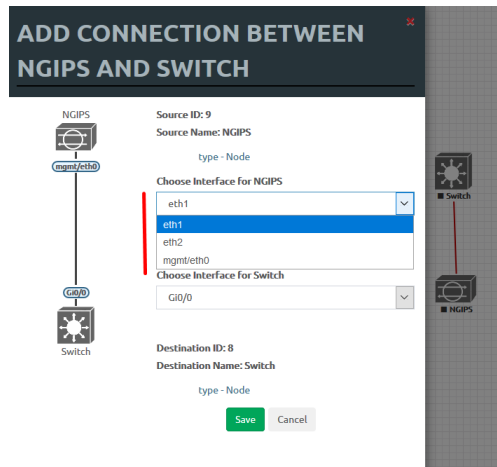 ADD CONNECTION BETWEEN
NGIPS AND SWITCH
NGIPS
mgmt/eth0
Gi0/0
Switch
Source ID: 9
Source Name: NGIPS
type - Node
Choose Interface for NGIPS
eth1
eth1
eth2
mgmt/eth0
Choose Interface for Switch
Gi0/0
Destination ID: 8
Destination Name: Switch
type - Node
Save Cancel
Switch
NGIPS